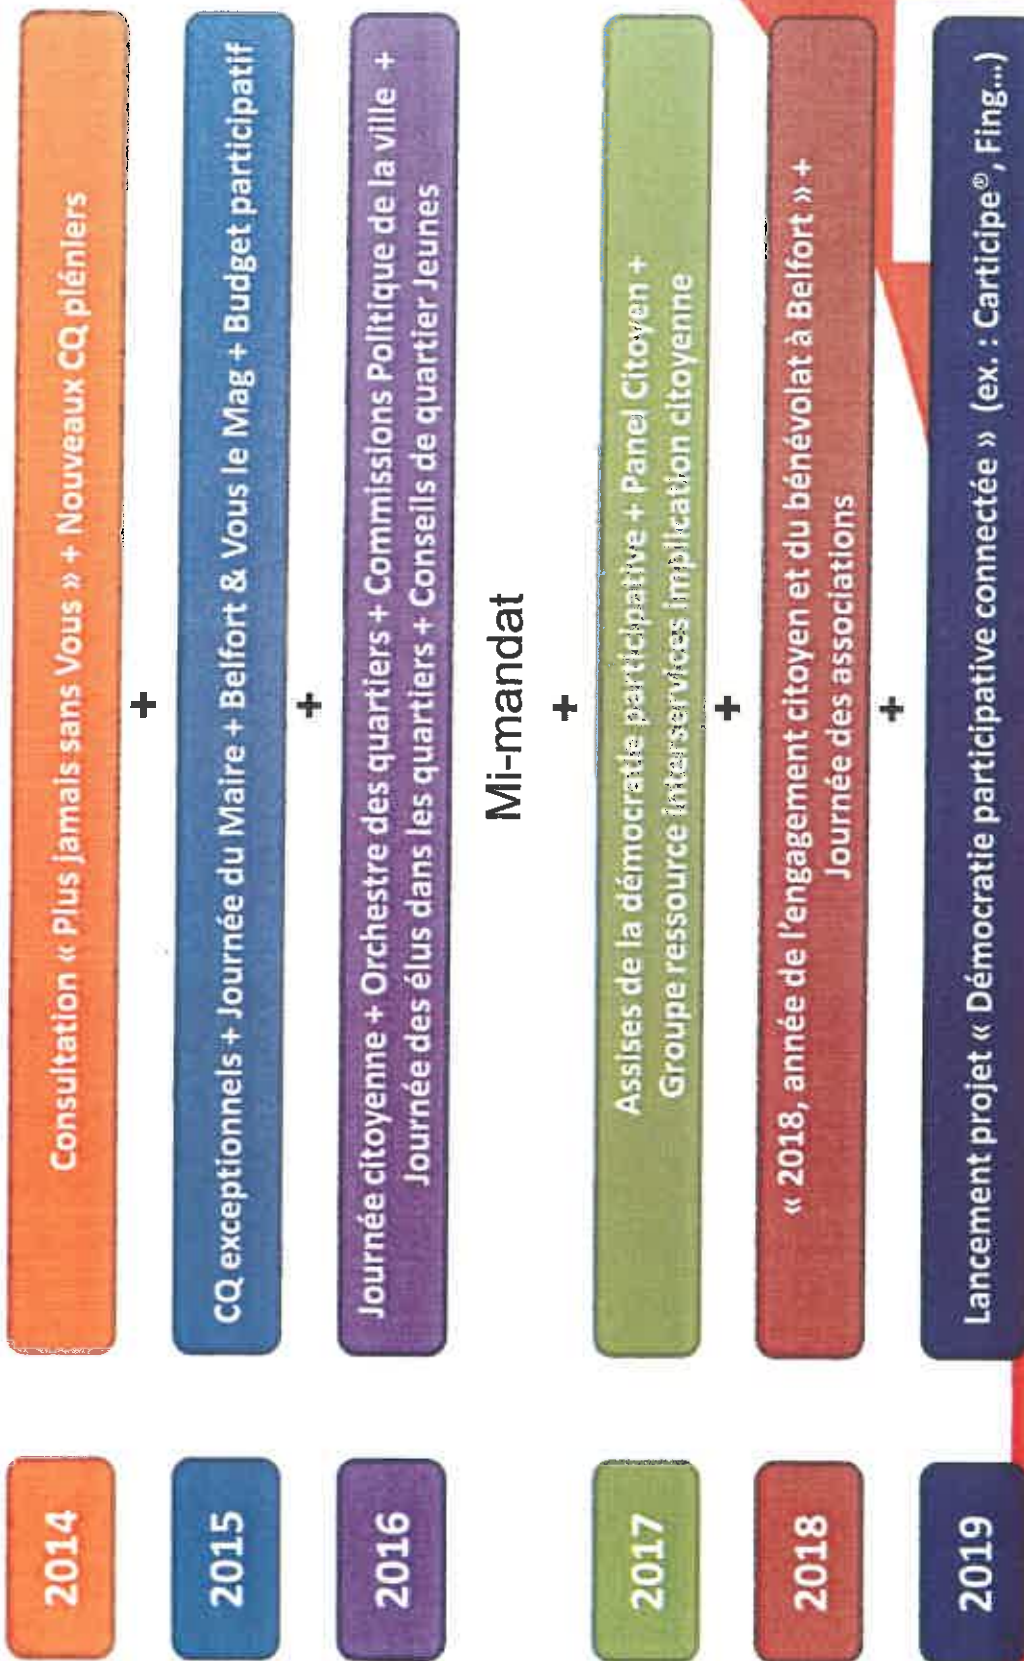 2014
Consultation « Plus jamais sans Vous » + Nouveaux CQ pléniers
+
2015
CQ exceptionnels + Journée du Maire + Belfort & Vous le Mag + Budget participatif
+
2016
Journée citoyenne + Orchestre des quartiers + Commissions Politique de la ville +
Journée des élus dans les quartiers + Conseils de quartier Jeunes
Mi-mandat
+
2017
Assises de la démocratie participative + Panel Citoyen +
Groupe ressource interservices implication citoyenne
+
2018
« 2018, année de l'engagement citoyen et du bénévolat à Belfort » +
Journée des associations
+
2019
Lancement projet « Démocratie participative connectée » (ex. : Carticipe®, Fing...)